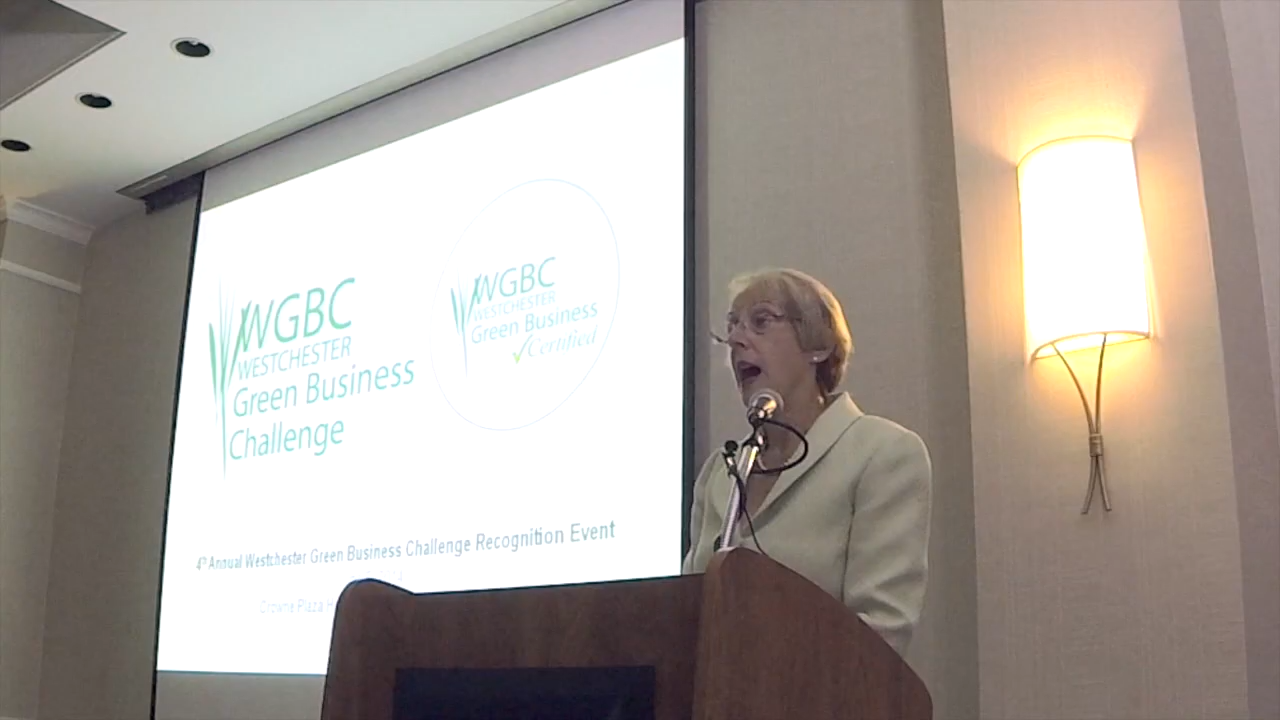 WGBC
WESTCHESTER
Green Business
Challenge
WGBC
WESTCHESTER
Green Business
Certified
4th Annual Westchester Green Business Challenge Recognition Event
Crowne Plaza